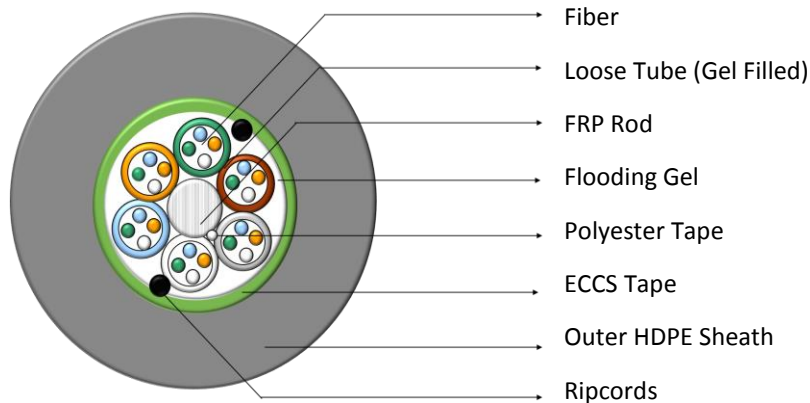 Fiber
Loose Tube (Gel Filled)
FRP Rod
Flooding Gel
Polyester Tape
ECCS Tape
Outer HDPE Sheath
Ripcords